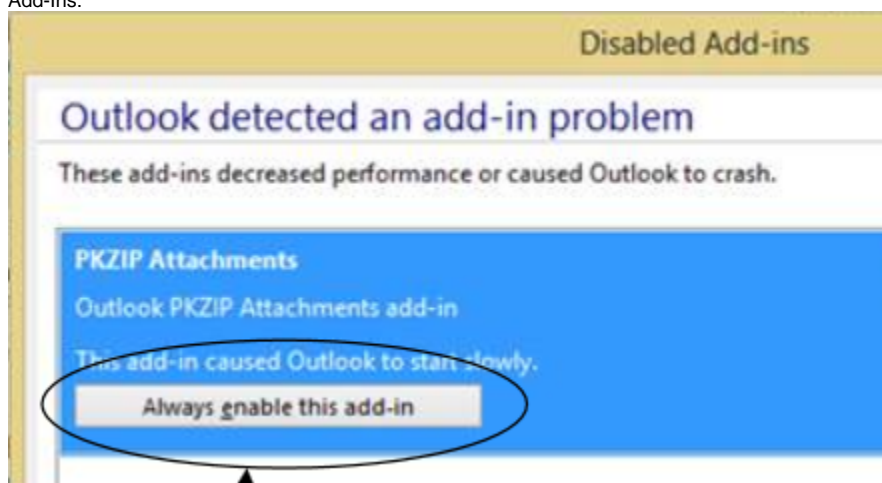 Add-ins.
Disabled Add-ins
Outlook detected an add-in problem
These add-ins decreased performance or caused Outlook to crash.
PKZIP Attachments
Outlook PKZIP Attachments add-in
This add-in caused Outlook to start slowly.
Always enable this add-in